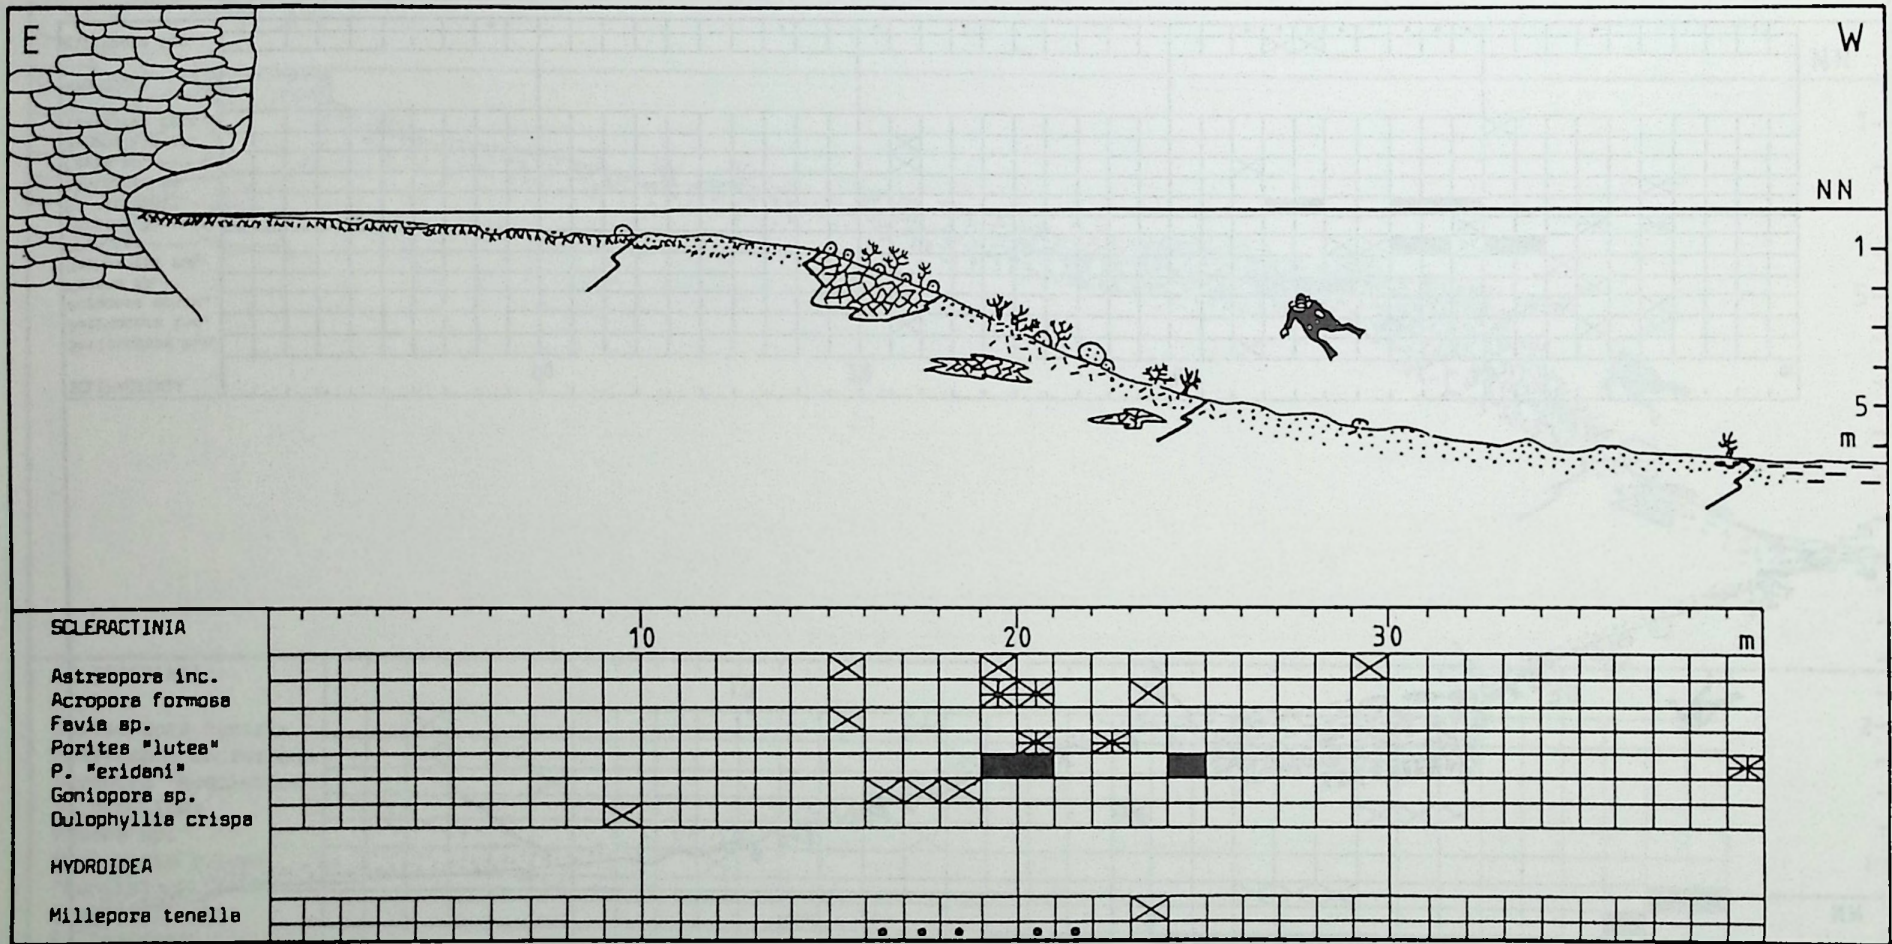 E W
NN
1
5
m
SCLERACTINIA
10 20 30 m
Astreopora inc.
Acropora formosa
Favia sp.
Porites "lutea"
P. "eridani"
Goniopora sp.
Oulophyllia crispa
HYDROIDEA
Millepora tenella